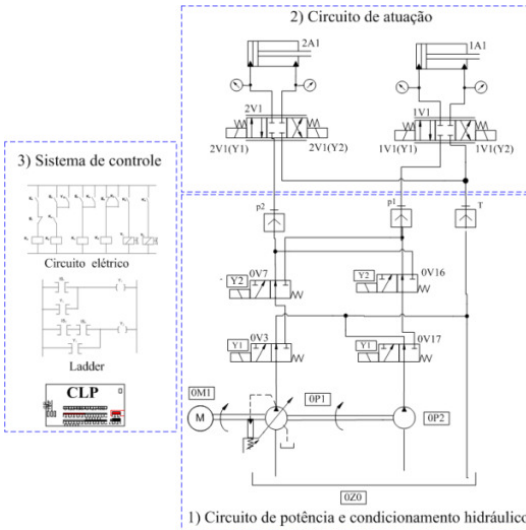 2) Circuito de atuação
2A1
1A1
2V1
1V1
2V1(Y1)
2V1(Y2)
1V1(Y1)
1V1(Y2)
3) Sistema de controle
Circuito elétrico
Ladder
CLP
p2
p1
T
Y2
0V7
Y2
0V16
Y1
0V3
Y1
0V17
0M1
M
0P1
0P2
0Z0
1) Circuito de potência e condicionamento hidráulico